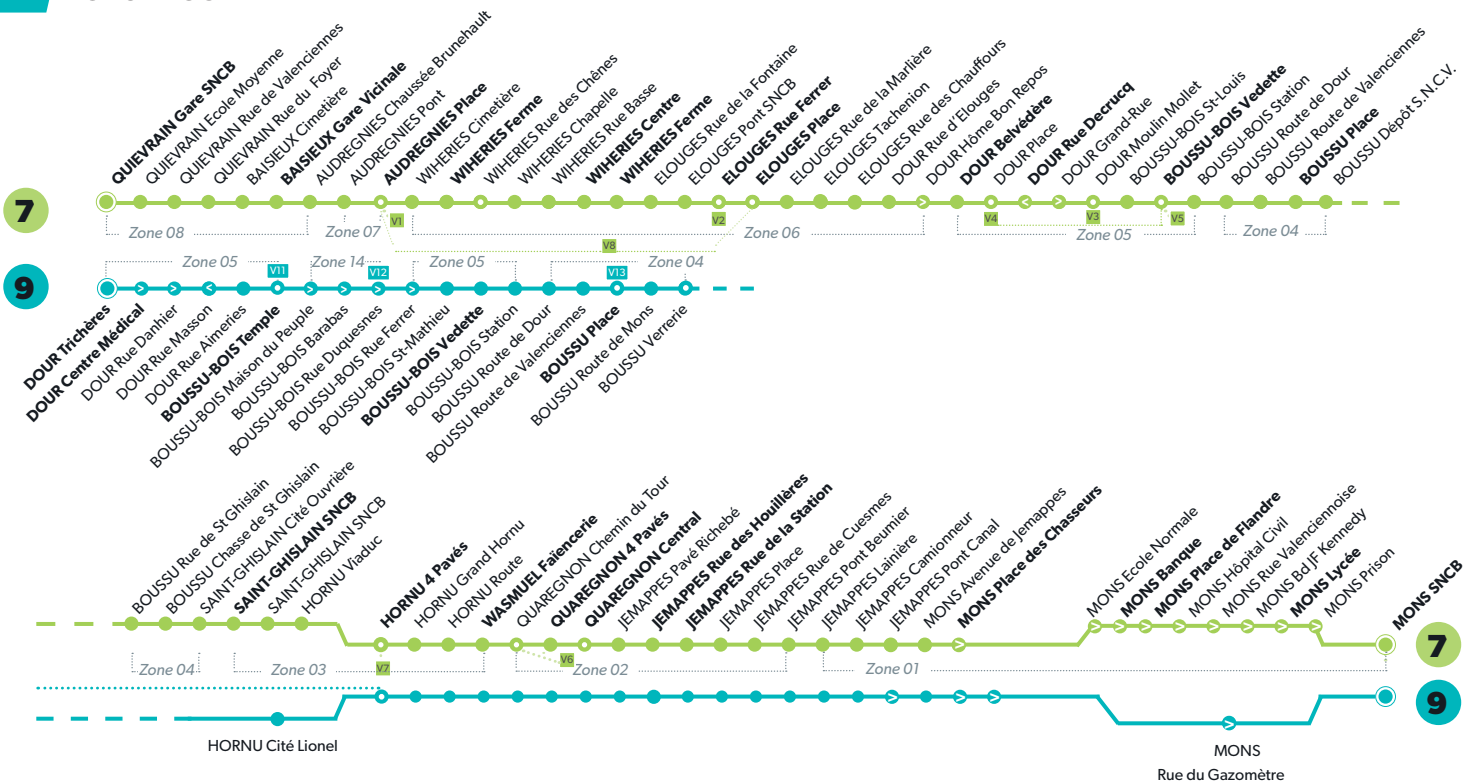 QUIEVRAIN Gare SNCB
QUIEVRAIN Ecole Moyenne
QUIEVRAIN Rue de Valenciennes
QUIEVRAIN Rue du Foyer
BAISIEUX Cimetière
BAISIEUX Gare Vicinale
AUDREGNIES Chaussée Brunehault
AUDREGNIES Pont
AUDREGNIES Place
WIHERIES Cimetière
WIHERIES Ferme
WIHERIES Rue des Chênes
WIHERIES Chapelle
WIHERIES Rue Basse
WIHERIES Centre
WIHERIES Ferme
ELOUGES Rue de la Fontaine
ELOUGES Pont SNCB
ELOUGES Rue Ferrer
ELOUGES Place
ELOUGES Rue de la Marlière
ELOUGES Tachenion
ELOUGES Rue des Chauffours
DOUR Rue d'Elouges
DOUR Hôme Bon Repos
DOUR Belvédère
DOUR Place
DOUR Rue Decrucq
DOUR Grand-Rue
DOUR Moulin Mollet
BOUSSU-BOIS St-Louis
BOUSSU-BOIS Vedette
BOUSSU-BOIS Station
BOUSSU Route de Dour
BOUSSU Route de Valenciennes
BOUSSU Place
BOUSSU Dépôt S.N.C.V.
7
V1
V2
V4
V3
V5
Zone 08
Zone 07
V8
Zone 06
Zone 05
Zone 04
Zone 05
V11
Zone 14
V12
Zone 05
V13
Zone 04
9
DOUR Trichères
DOUR Centre Médical
DOUR Rue Danhier
DOUR Rue Masson
DOUR Rue Aimeries
BOUSSU-BOIS Temple
BOUSSU-BOIS Maison du Peuple
BOUSSU-BOIS Barabas
BOUSSU-BOIS Rue Duquesnes
BOUSSU-BOIS Rue Ferrer
BOUSSU-BOIS St-Mathieu
BOUSSU-BOIS Vedette
BOUSSU-BOIS Station
BOUSSU Route de Dour
BOUSSU Route de Valenciennes
BOUSSU Place
BOUSSU Route de Mons
BOUSSU Verrerie
BOUSSU Rue de St Ghislain
BOUSSU Chasse de St Ghislain
SAINT-GHISLAIN Cité Ouvrière
SAINT-GHISLAIN SNCB
SAINT-GHISLAIN SNCB
HORNU Viaduc
HORNU 4 Pavés
HORNU Grand Hornu
HORNU Route
WASMUEL Faïencerie
QUAREGNON Chemin du Tour
QUAREGNON 4 Pavés
QUAREGNON Central
JEMAPPES Pavé Richebé
JEMAPPES Rue des Houillères
JEMAPPES Rue de la Station
JEMAPPES Place
JEMAPPES Rue de Cuesmes
JEMAPPES Pont Beumier
JEMAPPES Lainière
JEMAPPES Camionneur
JEMAPPES Pont Canal
MONS Avenue de Jemappes
MONS Place des Chasseurs
MONS Ecole Normale
MONS Banque
MONS Place de Flandre
MONS Hôpital Civil
MONS Rue Valenciennoise
MONS Bd JF Kennedy
MONS Lycée
MONS Prison
MONS SNCB
7
Zone 04
Zone 03
V7
V6
Zone 02
Zone 01
9
HORNU Cité Lionel
MONS
Rue du Gazomètre